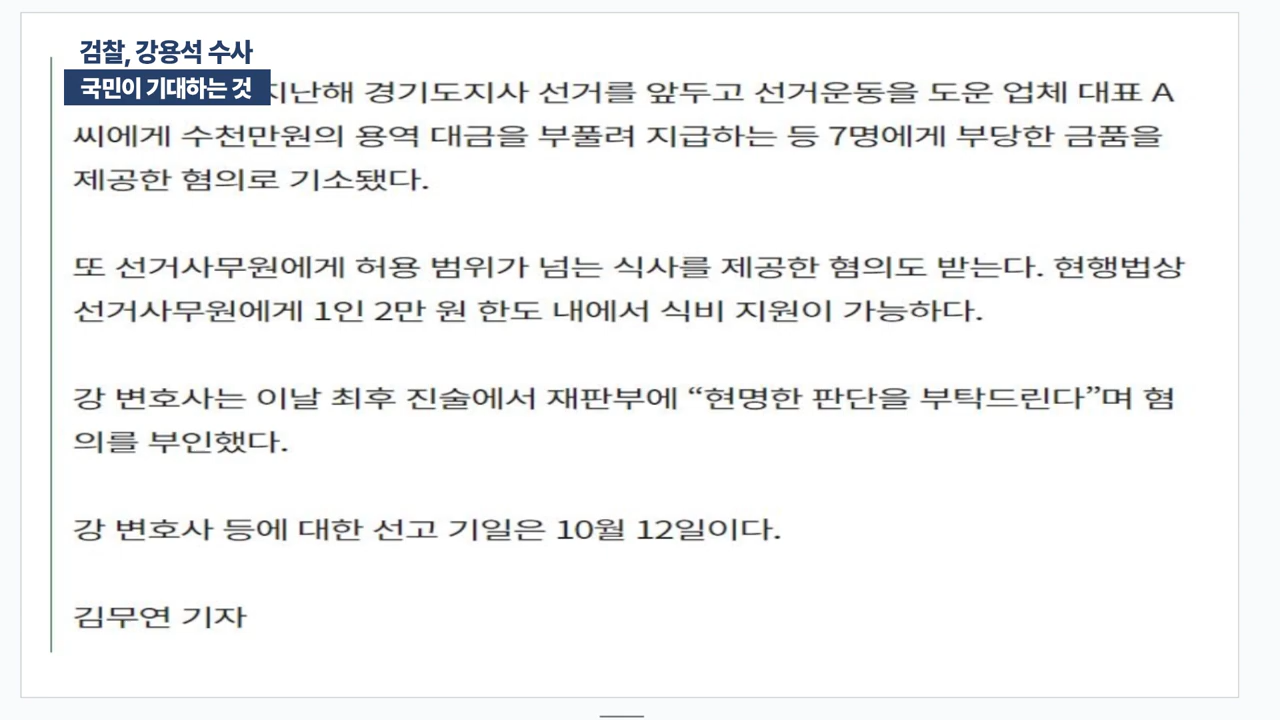 검찰, 강용석 수사
국민이 기대하는 것
지난해 경기도지사 선거를 앞두고 선거운동을 도운 업체 대표 A
씨에게 수천만원의 용역 대금을 부풀려 지급하는 등 7명에게 부당한 금품을
제공한 혐의로 기소됐다.
또 선거사무원에게 허용 범위가 넘는 식사를 제공한 혐의도 받는다. 현행법상
선거사무원에게 1인 2만 원 한도 내에서 식비 지원이 가능하다.
강 변호사는 이날 최후 진술에서 재판부에 “현명한 판단을 부탁드린다”며 혐
의를 부인했다.
강 변호사 등에 대한 선고 기일은 10월 12일이다.
김무연 기자